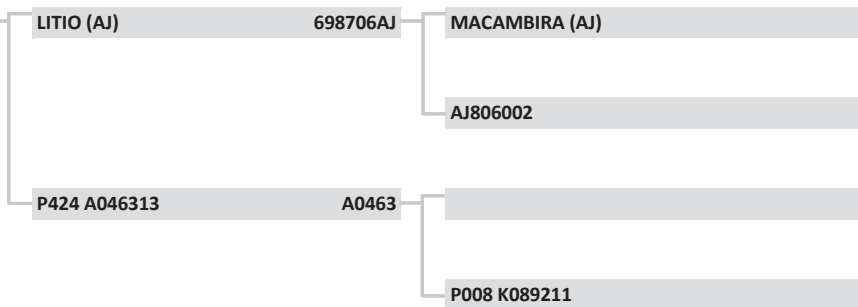 LITIO (AJ) 698706AJ MACAMBIRA (AJ)
AJ806002
P424 A046313 A0463
P008 K089211